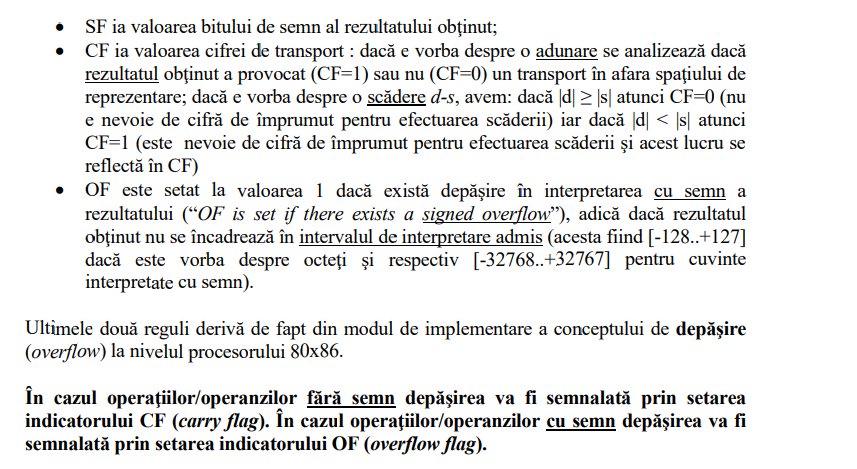 • SF ia valoarea bitului de semn al rezultatului obţinut;
• CF ia valoarea cifrei de transport : dacă e vorba despre o adunare se analizează dacă
rezultatul obţinut a provocat (CF=1) sau nu (CF=0) un transport în afara spaţiului de
reprezentare; dacă e vorba despre o scădere d-s, avem: dacă |d| ≥ |s| atunci CF=0 (nu
e nevoie de cifră de împrumut pentru efectuarea scăderii) iar dacă |d| < |s| atunci
CF=1 (este nevoie de cifră de împrumut pentru efectuarea scăderii şi acest lucru se
reflectă în CF)
• OF este setat la valoarea 1 dacă există depăşire în interpretarea cu semn a
rezultatului (“OF is set if there exists a signed overflow”), adică dacă rezultatul
obţinut nu se încadrează în intervalul de interpretare admis (acesta fiind [-128..+127]
dacă este vorba despre octeţi şi respectiv [-32768..+32767] pentru cuvinte
interpretate cu semn).
Ultimele două reguli derivă de fapt din modul de implementare a conceptului de depăşire
(overflow) la nivelul procesorului 80x86.
În cazul operaţiilor/operanzilor fără semn depăşirea va fi semnalată prin setarea
indicatorului CF (carry flag). În cazul operaţiilor/operanzilor cu semn depăşirea va fi
semnalată prin setarea indicatorului OF (overflow flag).